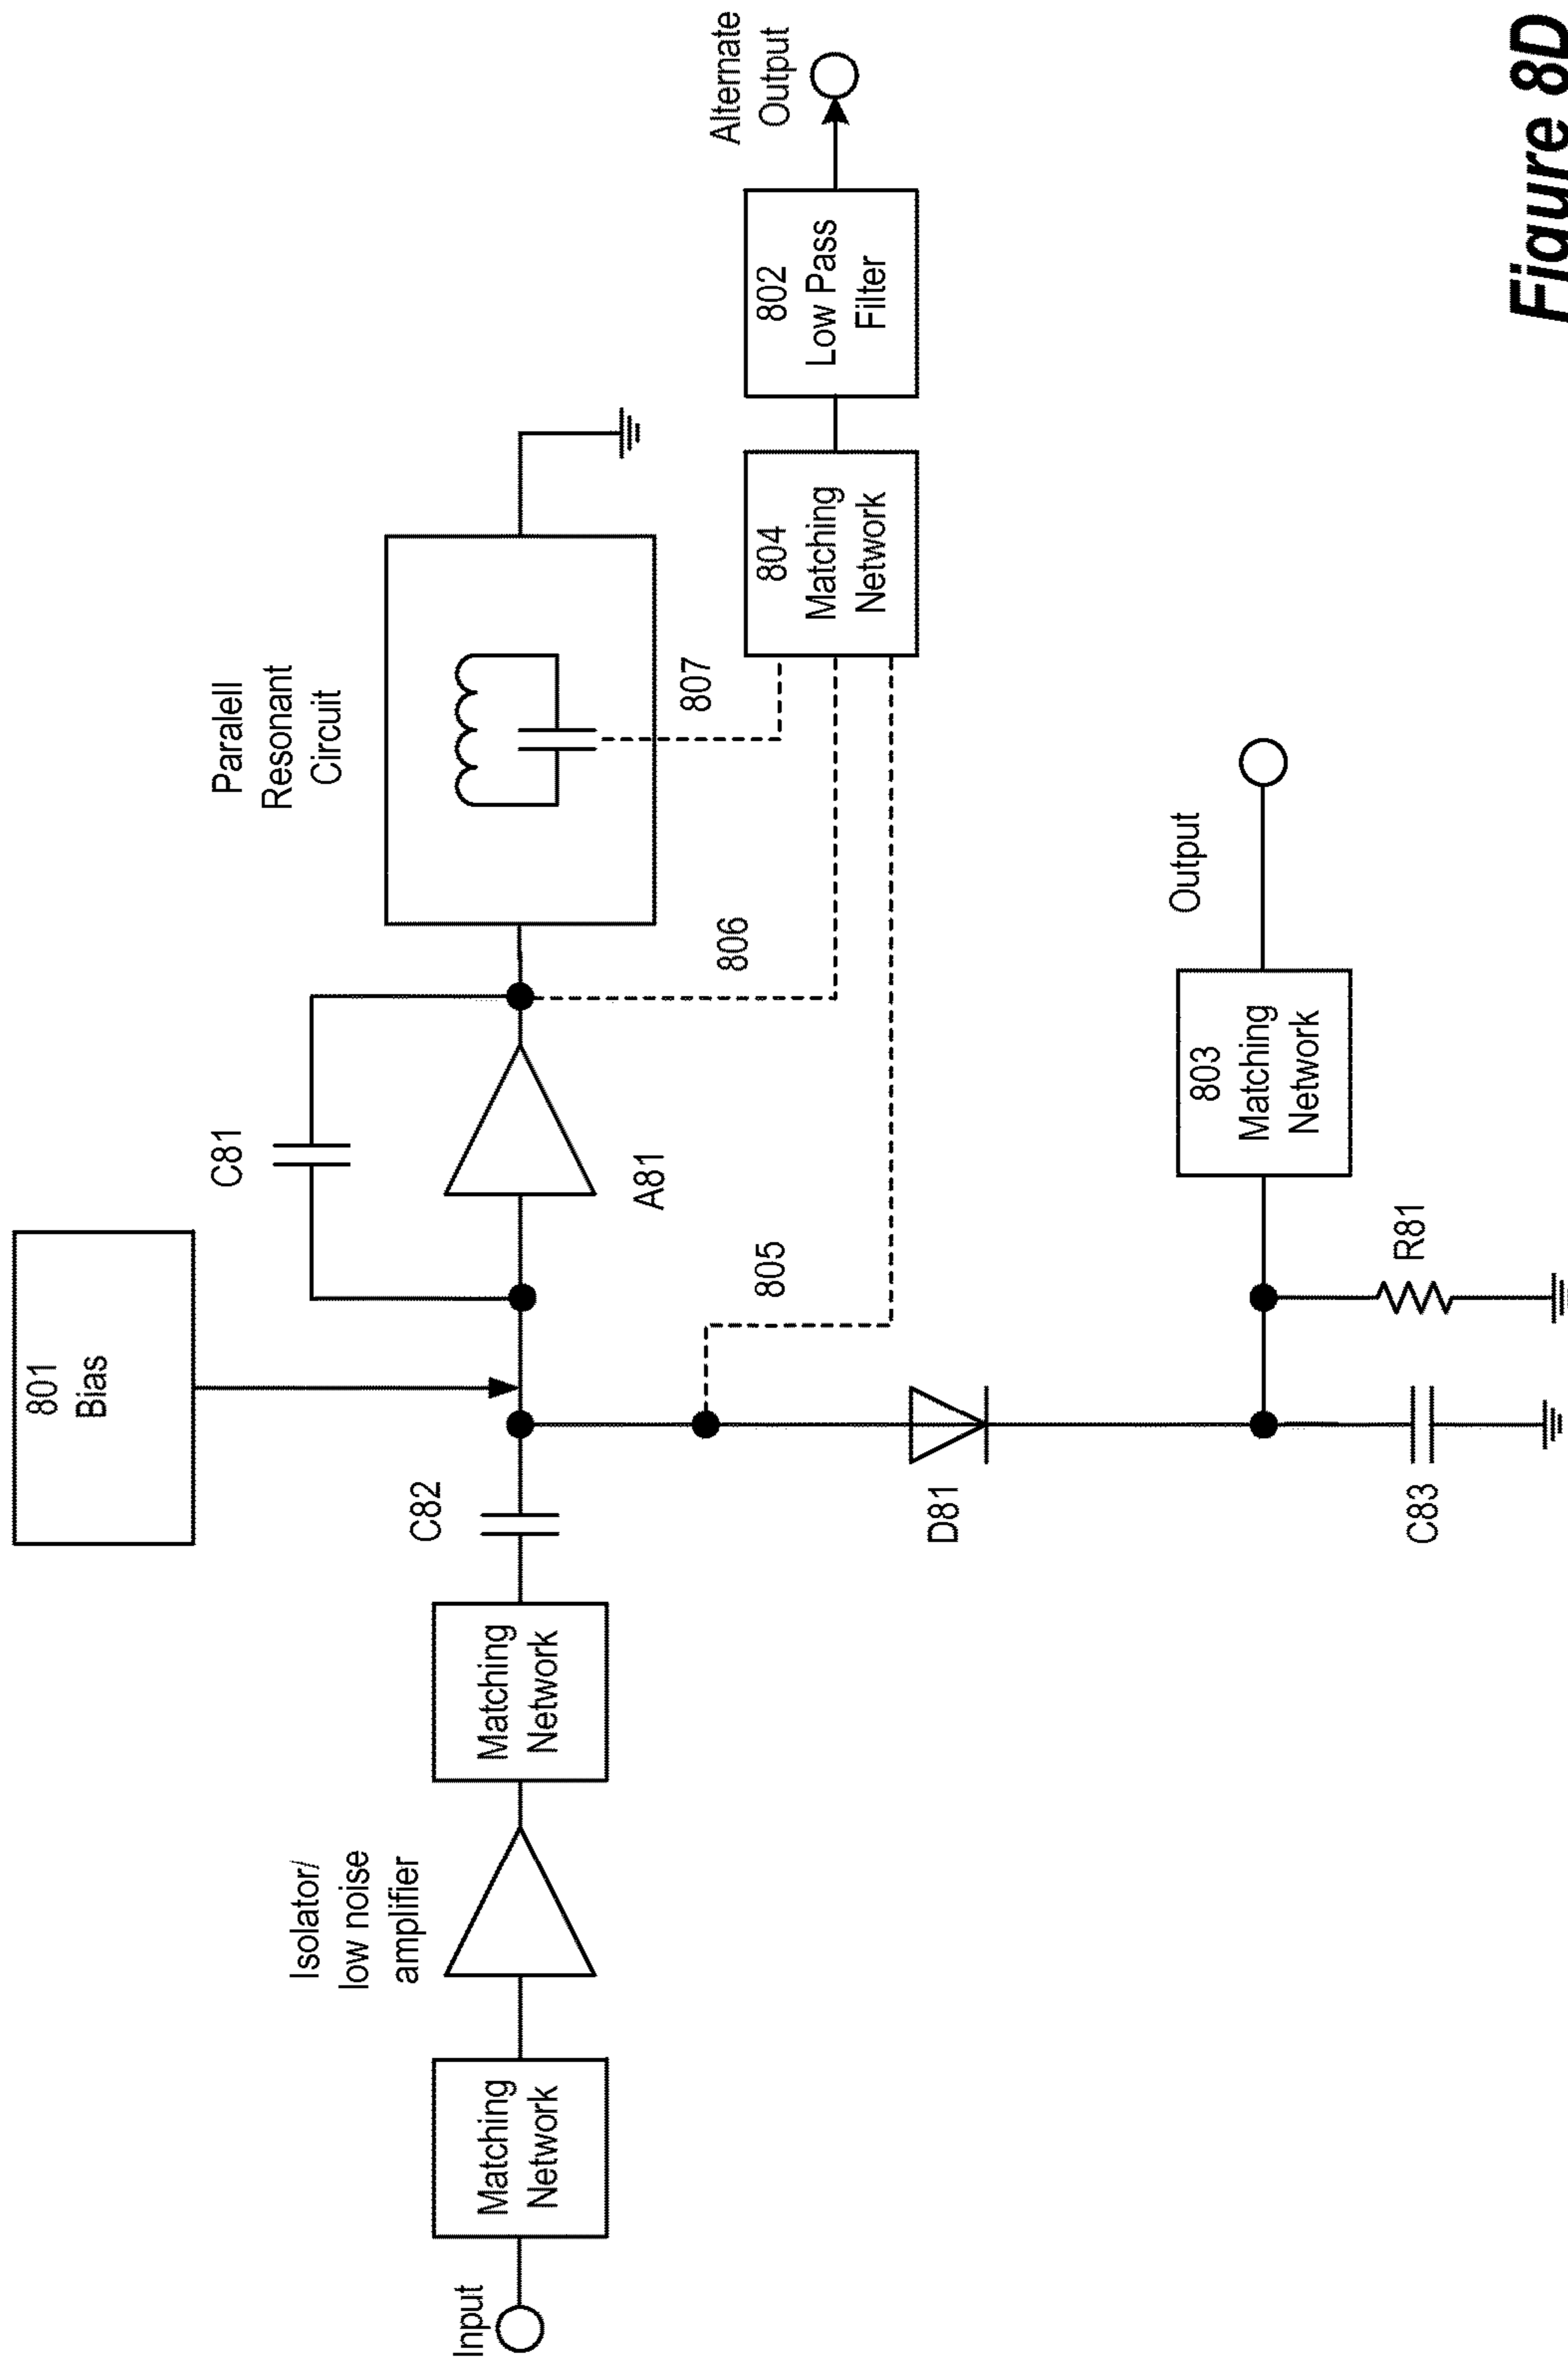 801
Bias
C81
Paralell
Resonant
Circuit
Isolator/
low noise
amplifier
Input
Matching
Network
Matching
Network
C82
A81
806
807
805
804
Matching
Network
802
Low Pass
Filter
Alternate
Output
D81
803
Matching
Network
Output
C83
R81
Figure 8D